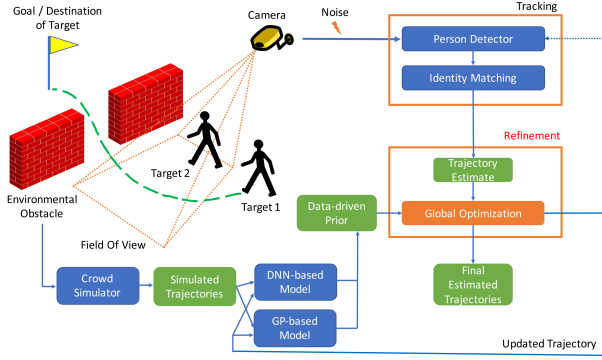 Goal / Destination
of Target
Camera
Noise
Tracking
Person Detector
Identity Matching
Target 2
Target 1
Environmental
Obstacle
Field Of View
Refinement
Trajectory
Estimate
Data-driven
Prior
Global Optimization
Crowd
Simulator
Simulated
Trajectories
DNN-based
Model
GP-based
Model
Final
Estimated
Trajectories
Updated Trajectory